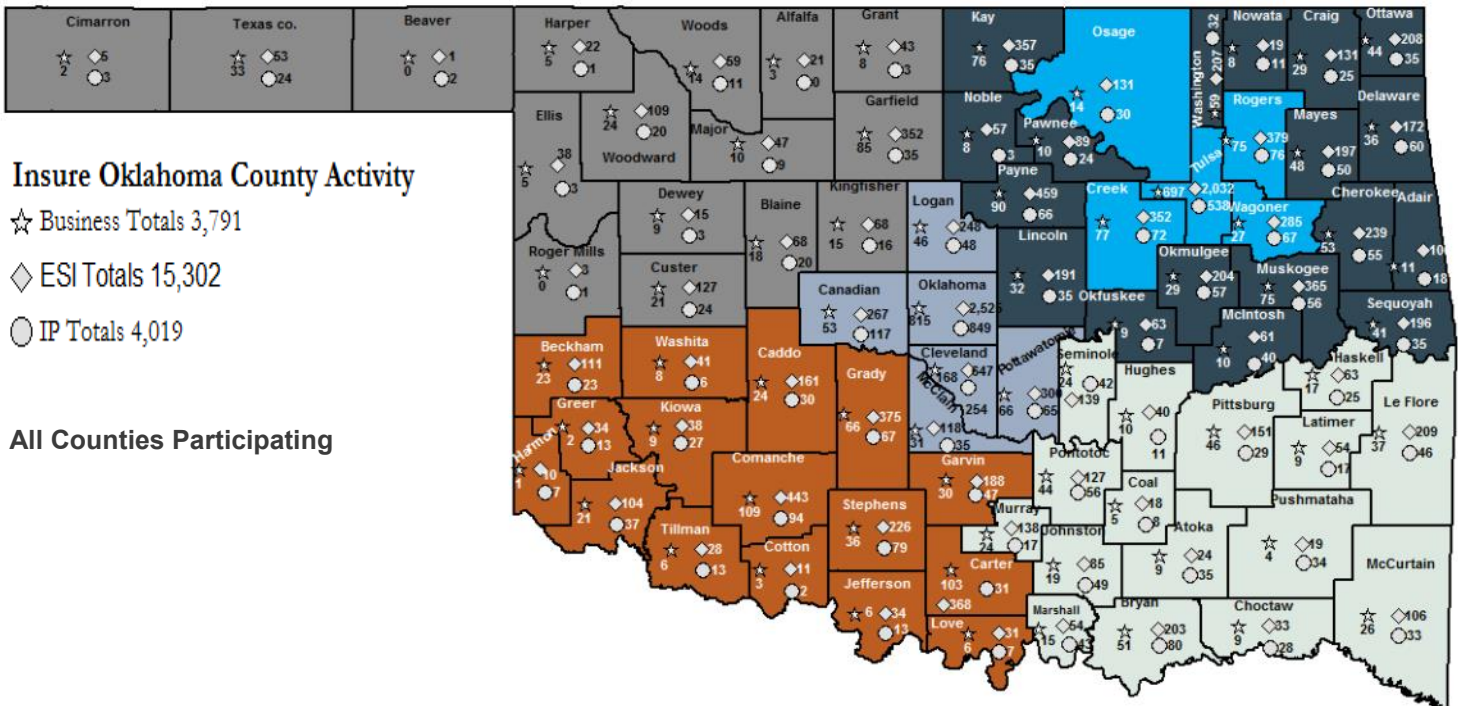 Cimarron
2 5 3
Texas co.
33 53 24
Beaver
0 1 2
Harper
5 22 1
Woods
14 59 11
Alfalfa
3 21 0
Grant
8 43 3
Kay
76 357 35
Osage
14 131 30
Washington
59 207 32
Nowata
8 19 11
Craig
29 131 25
Ottawa
44 208 35
Ellis
5 38 3
Woodward
24 109 20
Major
10 47 9
Garfield
85 352 35
Noble
8 57 3
Pawnee
10 89 24
Rogers
75 379 76
Mayes
48 197 50
Delaware
36 172 60
Insure Oklahoma County Activity
Business Totals 3,791
ESI Totals 15,302
IP Totals 4,019
All Counties Participating
Dewey
9 15 3
Blaine
18 68 20
Kingfisher
15 68 16
Logan
46 248 48
Payne
90 459 66
Creek
77 352 72
Tulsa
697 2,032 538
Wagoner
27 285 67
Cherokee
53 239 55
Adair
11 18
Roger Mills
0 3 1
Custer
21 127 24
Canadian
53 267 117
Oklahoma
815 2,525 849
Lincoln
32 191 35
Okmulgee
29 204 57
Muskogee
75 365 56
Okfuskee
9 63 7
McIntosh
10 61 40
Sequoyah
41 196 35
Beckham
23 111 23
Washita
8 41 6
Caddo
24 161 30
Grady
66 375 67
Cleveland
168 647 254
McClain
31 118 35
Pottawatomie
66 300 65
Seminole
24 139 42
Hughes
10 40 11
Haskell
17 63 25
Pittsburg
46 151 29
Latimer
9 54 17
Le Flore
37 209 46
Greer
2 34 13
Kiowa
9 38 27
Harmon
1 10 7
Jackson
21 104 37
Comanche
109 443 94
Tillman
6 28 13
Cotton
3 11 2
Stephens
36 226 79
Garvin
30 188 47
Murray
24 138 17
Pontotoc
44 127 56
Coal
5 18 8
Johnston
19 85 49
Atoka
9 24 35
Pushmataha
4 19 34
McCurtain
26 106 33
Carter
103 368 31
Jefferson
6 34 13
Love
6 31 7
Marshall
15 54 43
Bryan
51 203 80
Choctaw
9 33 28